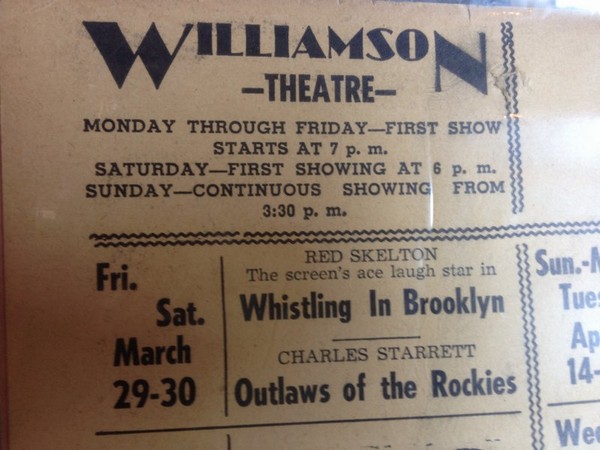 WILLIAMSON
—THEATRE—
MONDAY THROUGH FRIDAY—FIRST SHOW
STARTS AT 7 p. m.
SATURDAY—FIRST SHOWING AT 6 p. m.
SUNDAY—CONTINUOUS SHOWING FROM
3:30 p. m.
Fri.
Sat.
March
29-30
RED SKELTON
The screen's ace laugh star in
Whistling In Brooklyn
CHARLES STARRETT
Outlaws of the Rockies
Sun.-
14-